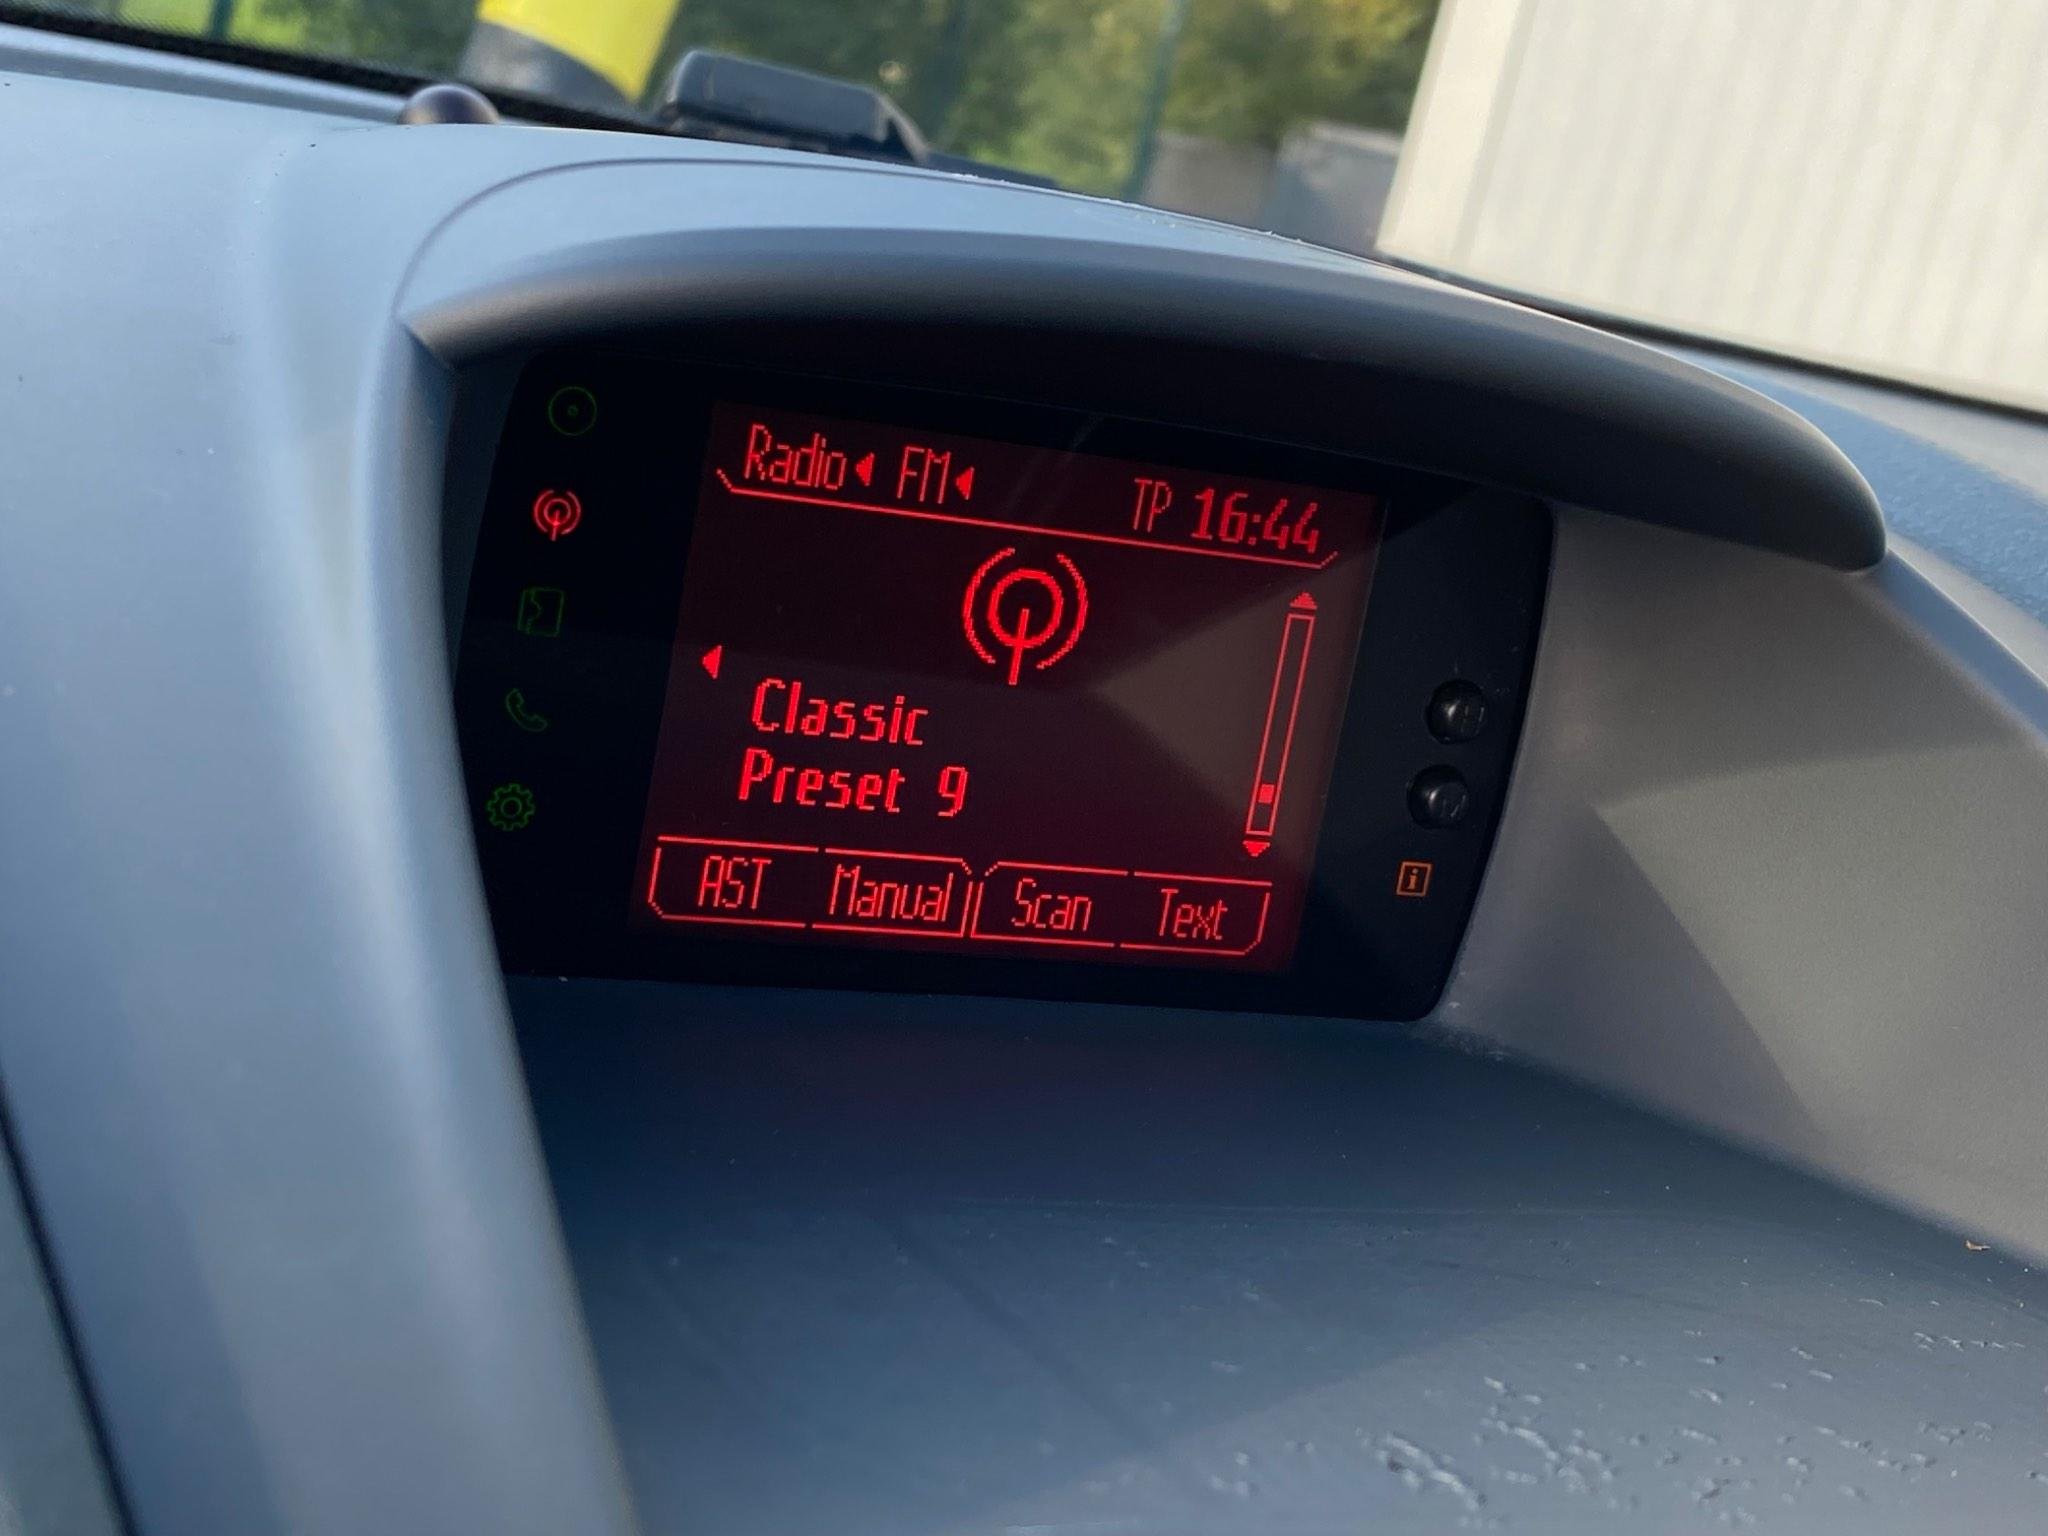 Radio FM TP 16:44
Classic
Preset 9
AST Manual Scan Text
H
M
i